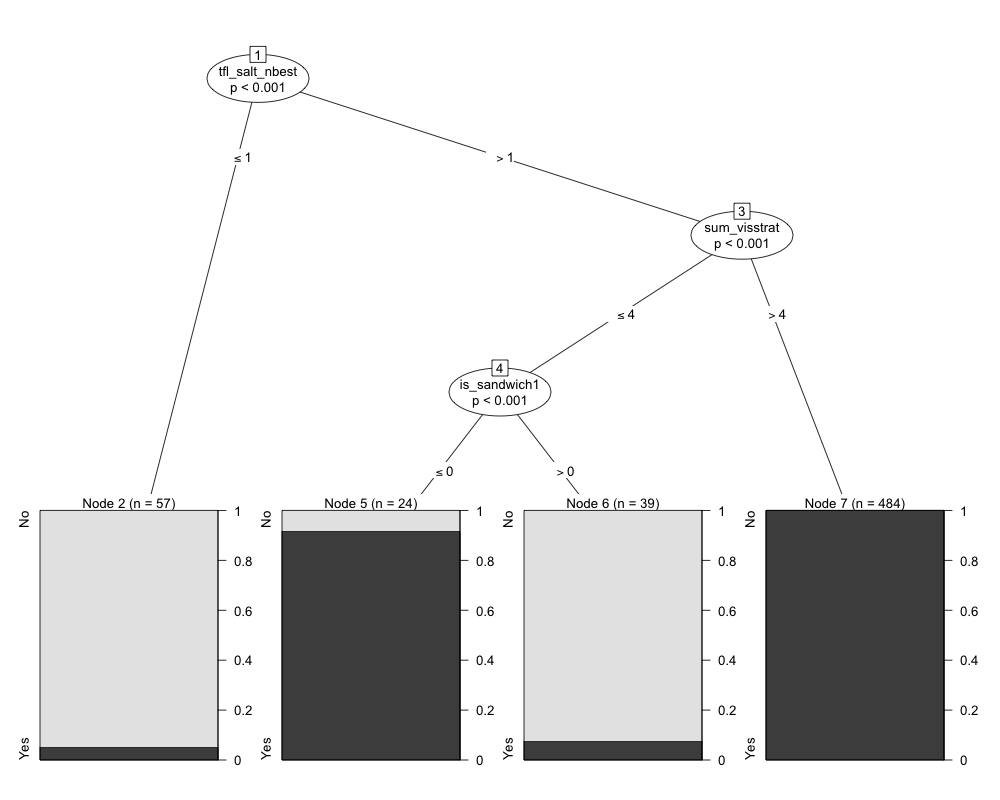 1
tfl_salt_nbest
p < 0.001
≤ 1
> 1
3
sum_visstrat
p < 0.001
≤ 4
> 4
4
is_sandwich1
p < 0.001
≤ 0
> 0
Node 2 (n = 57)
No
Yes
1
0.8
0.6
0.4
0.2
0
Node 5 (n = 24)
No
Yes
1
0.8
0.6
0.4
0.2
0
Node 6 (n = 39)
No
Yes
1
0.8
0.6
0.4
0.2
0
Node 7 (n = 484)
No
Yes
1
0.8
0.6
0.4
0.2
0